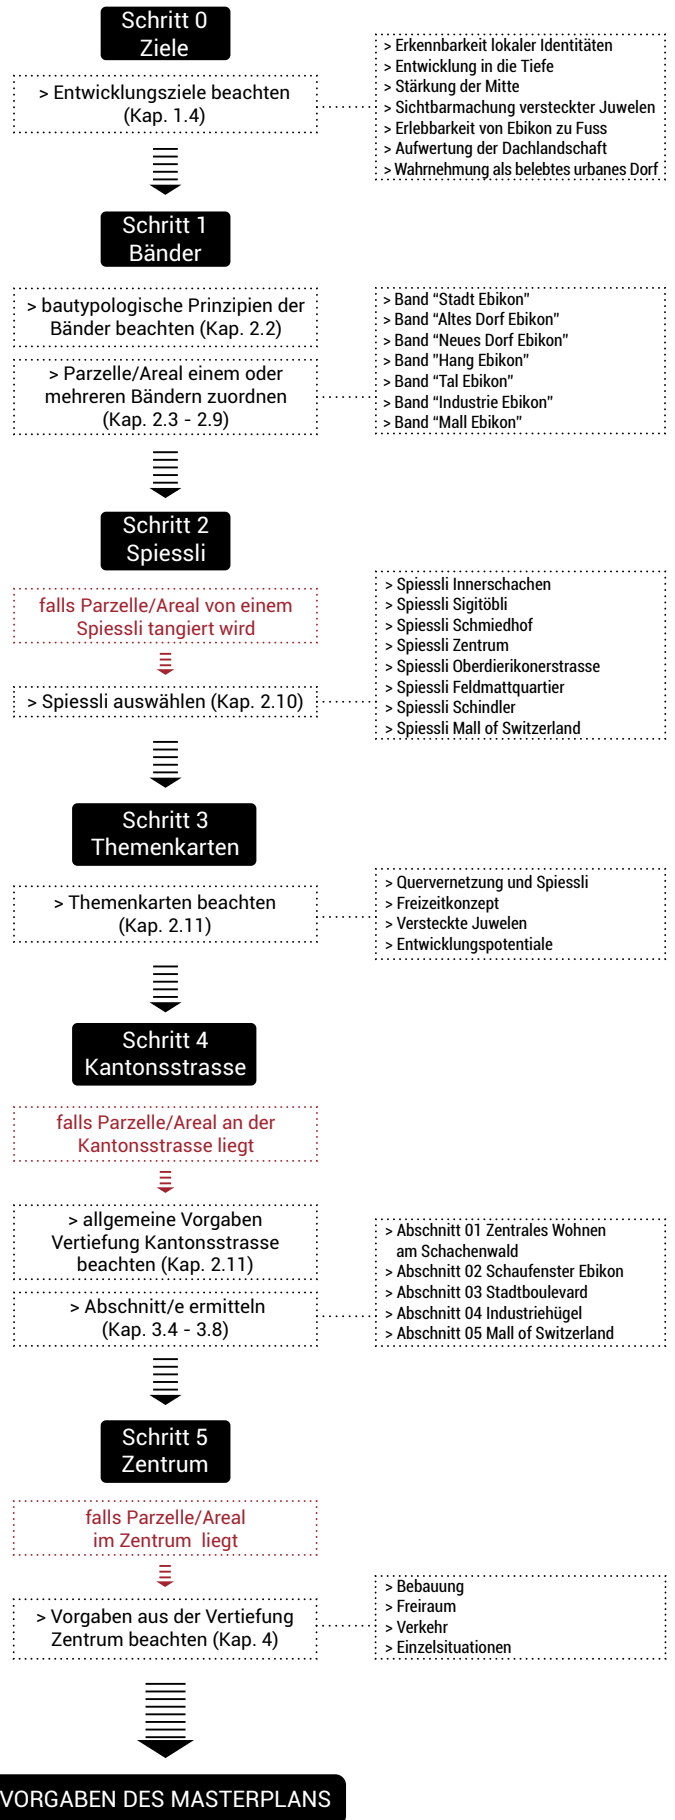 Schritt 0
Ziele
> Entwicklungsziele beachten
(Kap. 1.4)
> Erkennbarkeit lokaler Identitäten
> Entwicklung in die Tiefe
> Stärkung der Mitte
> Sichtbarmachung versteckter Juwelen
> Erlebbarkeit von Ebikon zu Fuss
> Aufwertung der Dachlandschaft
> Wahrnehmung als belebtes urbanes Dorf
Schritt 1
Bänder
> bautypologische Prinzipien der
Bänder beachten (Kap. 2.2)
> Parzelle/Areal einem oder
mehreren Bändern zuordnen
(Kap. 2.3 - 2.9)
> Band “Stadt Ebikon”
> Band “Altes Dorf Ebikon”
> Band “Neues Dorf Ebikon”
> Band ”Hang Ebikon”
> Band “Tal Ebikon”
> Band “Industrie Ebikon”
> Band “Mall Ebikon”
Schritt 2
Spiessli
falls Parzelle/Areal von einem
Spiessli tangiert wird
> Spiessli auswählen (Kap. 2.10)
> Spiessli Innerschachen
> Spiessli Sigitöbli
> Spiessli Schmiedhof
> Spiessli Zentrum
> Spiessli Oberdierikonerstrasse
> Spiessli Feldmattquartier
> Spiessli Schindler
> Spiessli Mall of Switzerland
Schritt 3
Themenkarten
> Themenkarten beachten
(Kap. 2.11)
> Quervernetzung und Spiessli
> Freizeitkonzept
> Versteckte Juwelen
> Entwicklungspotentiale
Schritt 4
Kantonsstrasse
falls Parzelle/Areal an der
Kantonsstrasse liegt
> allgemeine Vorgaben
Vertiefung Kantonsstrasse
beachten (Kap. 2.11)
> Abschnitt/e ermitteln
(Kap. 3.4 - 3.8)
> Abschnitt 01 Zentrales Wohnen
am Schachenwald
> Abschnitt 02 Schaufenster Ebikon
> Abschnitt 03 Stadtboulevard
> Abschnitt 04 Industriehügel
> Abschnitt 05 Mall of Switzerland
Schritt 5
Zentrum
falls Parzelle/Areal
im Zentrum liegt
> Vorgaben aus der Vertiefung
Zentrum beachten (Kap. 4)
> Bebauung
> Freiraum
> Verkehr
> Einzelsituationen
VORGABEN DES MASTERPLANS